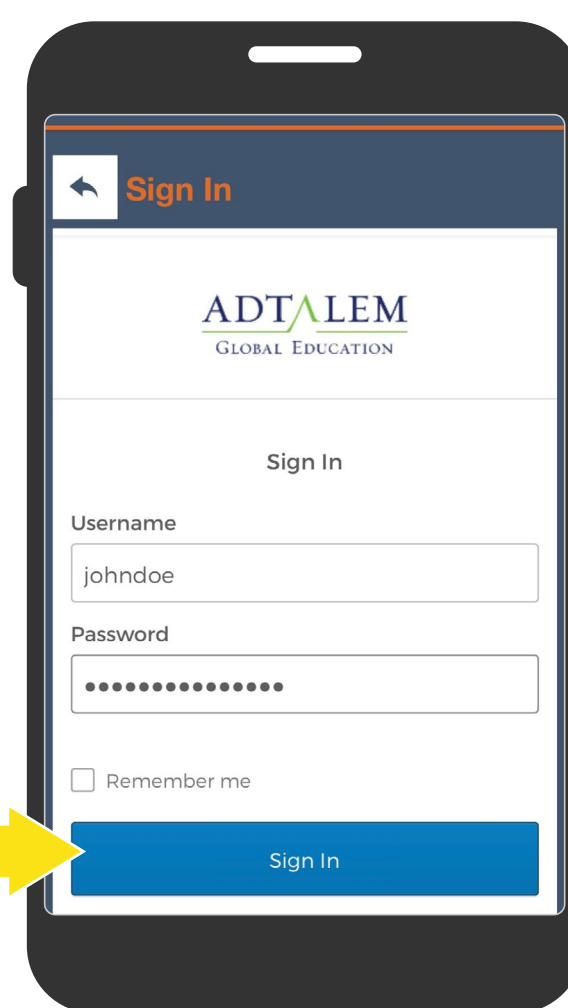 Sign In
ADTALEM
GLOBAL EDUCATION
Sign In
Username
johndoe
Password
•••••••••••••••
Remember me
Sign In